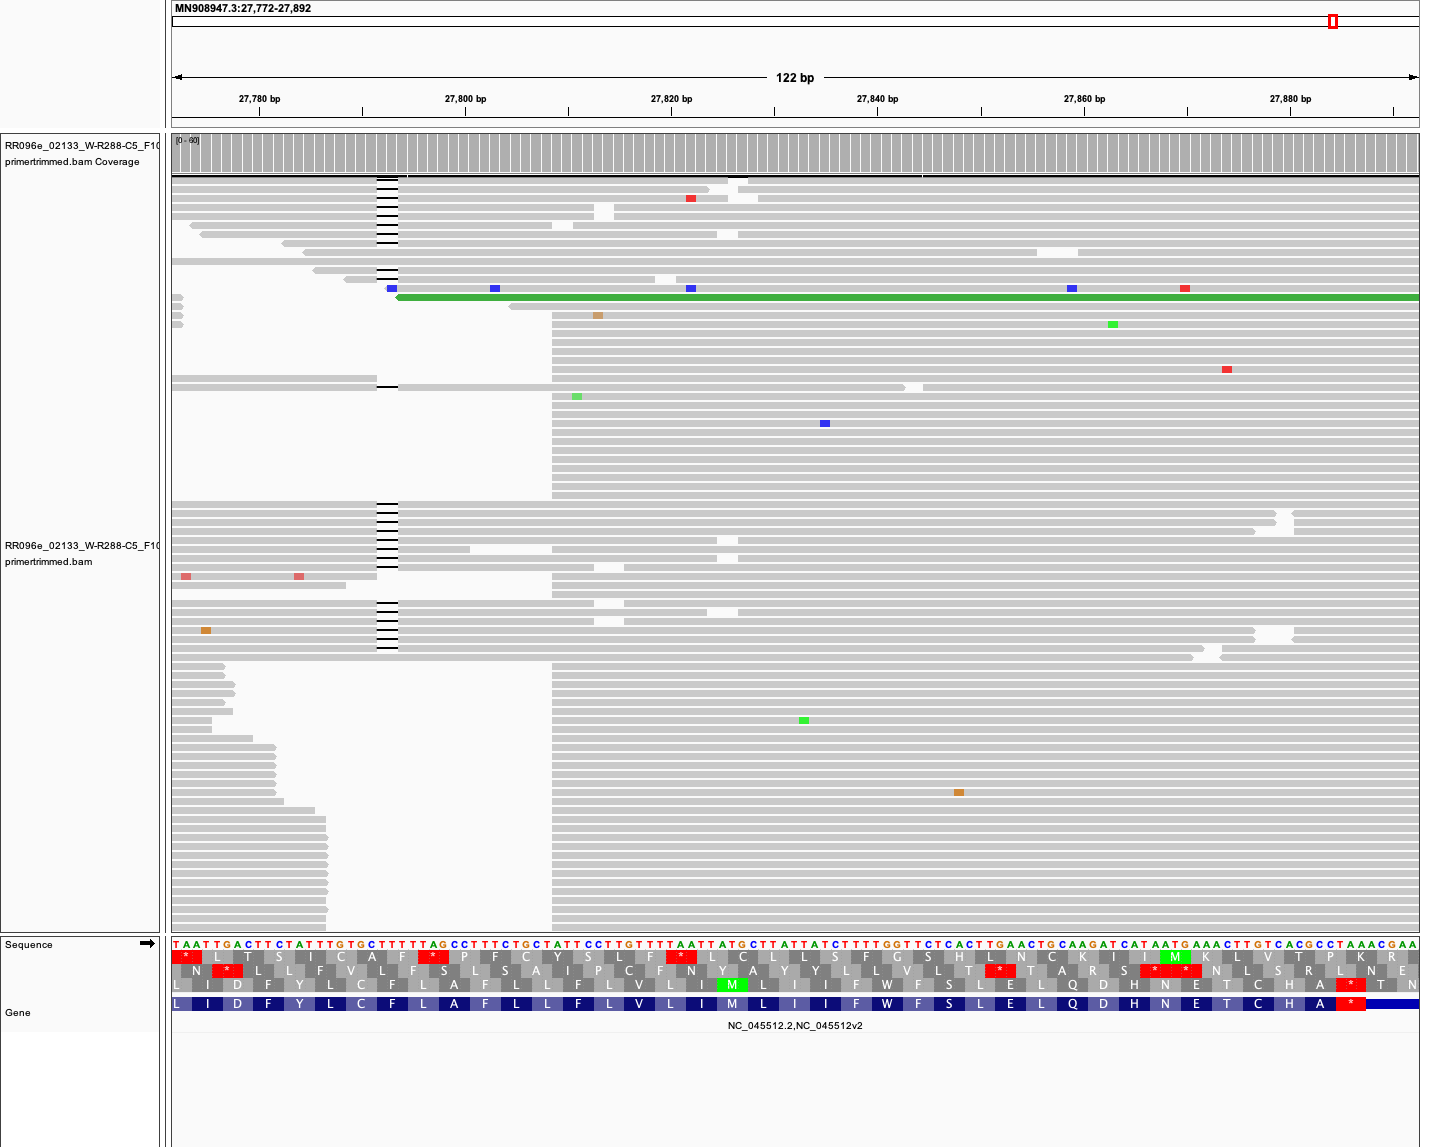 MN908947.3:27,772-27,892
122 bp
27,780 bp 27,800 bp 27,820 bp 27,840 bp 27,860 bp 27,880 bp
RR096e_02133_W-R288-C5_F10
primertrimmed.bam Coverage
[0 - 60]
RR096e_02133_W-R288-C5_F10
primertrimmed.bam
Sequence
TAATTGACTTCTATTTGTGCTTTTTAGCCTTTCTGCTATTCCTTGTTTTAATTATGCTTATTATCTTTTGGTTCTCACTTGAACTGCAAGATCATAATGAAACTTGTCACGCCTAAACGAA
* L T S I C A F * P F C Y S L F * L C L L S F G S H L N C K I I M K L V T P K R
N * L L F V L F S L S A I P C F N Y A Y Y L L V L T * T A R S * * N L S R L N E
L I D F Y L C F L A F L L F L V L I M L I I F W F S L E L Q D H N E T C H A * T N
Gene
L I D F Y L C F L A F L L F L V L I M L I I F W F S L E L Q D H N E T C H A *
NC_045512.2,NC_045512v2